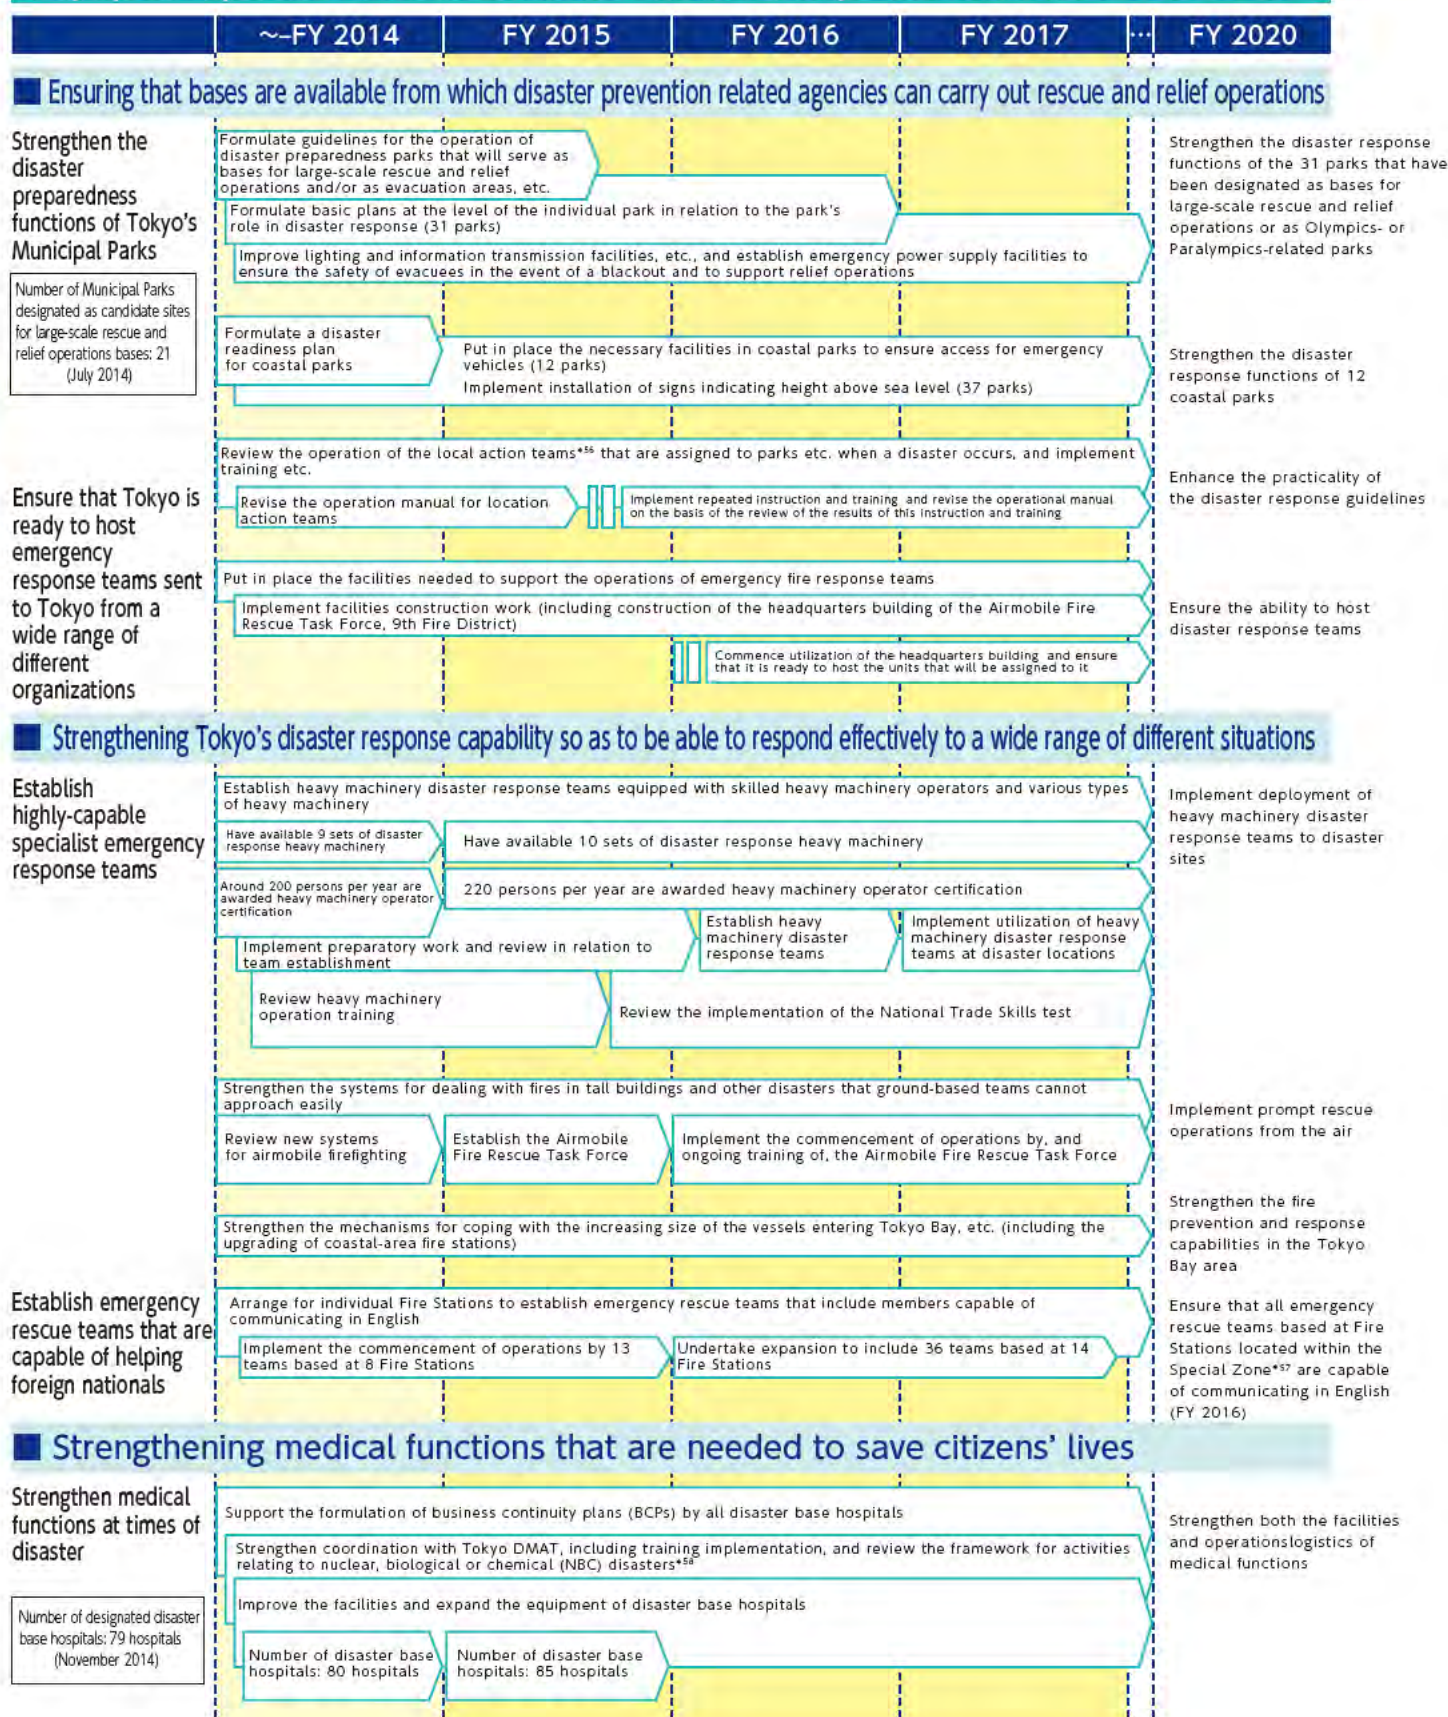 ~–FY 2014
FY 2015
FY 2016
FY 2017
...
FY 2020
■ Ensuring that bases are available from which disaster prevention related agencies can carry out rescue and relief operations
Strengthen the
disaster
preparedness
functions of Tokyo's
Municipal Parks
Number of Municipal Parks
designated as candidate sites
for large-scale rescue and
relief operations bases: 21
(July 2014)
Formulate guidelines for the operation of
disaster preparedness parks that will serve as
bases for large-scale rescue and relief
operations and/or as evacuation areas, etc.
Formulate basic plans at the level of the individual park in relation to the park's
role in disaster response (31 parks)
Improve lighting and information transmission facilities, etc., and establish emergency power supply facilities to
ensure the safety of evacuees in the event of a blackout and to support relief operations
Strengthen the disaster response
functions of the 31 parks that have
been designated as bases for
large-scale rescue and relief
operations or as Olympics- or
Paralympics-related parks
Formulate a disaster
readiness plan
for coastal parks
Put in place the necessary facilities in coastal parks to ensure access for emergency
vehicles (12 parks)
Implement installation of signs indicating height above sea level (37 parks)
Strengthen the disaster
response functions of 12
coastal parks
Ensure that Tokyo is
ready to host
emergency
response teams sent
to Tokyo from a
wide range of
different
organizations
Review the operation of the local action teams*56 that are assigned to parks etc. when a disaster occurs, and implement
training etc.
Revise the operation manual for location
action teams
Implement repeated instruction and training and revise the operational manual
on the basis of the review of the results of this instruction and training
Enhance the practicality of
the disaster response guidelines
Put in place the facilities needed to support the operations of emergency fire response teams
Implement facilities construction work (including construction of the headquarters building of the Airmobile Fire
Rescue Task Force, 9th Fire District)
Commence utilization of the headquarters building and ensure
that it is ready to host the units that will be assigned to it
Ensure the ability to host
disaster response teams
■ Strengthening Tokyo's disaster response capability so as to be able to respond effectively to a wide range of different situations
Establish
highly-capable
specialist emergency
response teams
Establish heavy machinery disaster response teams equipped with skilled heavy machinery operators and various types
of heavy machinery
Have available 9 sets of disaster
response heavy machinery
Have available 10 sets of disaster response heavy machinery
Around 200 persons per year are
awarded heavy machinery operator
certification
220 persons per year are awarded heavy machinery operator certification
Implement preparatory work and review in relation to
team establishment
Establish heavy
machinery disaster
response teams
Implement utilization of heavy
machinery disaster response
teams at disaster locations
Review heavy machinery
operation training
Review the implementation of the National Trade Skills test
Implement deployment of
heavy machinery disaster
response teams to disaster
sites
Strengthen the systems for dealing with fires in tall buildings and other disasters that ground-based teams cannot
approach easily
Review new systems
for airmobile firefighting
Establish the Airmobile
Fire Rescue Task Force
Implement the commencement of operations by, and
ongoing training of, the Airmobile Fire Rescue Task Force
Implement prompt rescue
operations from the air
Strengthen the mechanisms for coping with the increasing size of the vessels entering Tokyo Bay, etc. (including the
upgrading of coastal-area fire stations)
Strengthen the fire
prevention and response
capabilities in the Tokyo
Bay area
Establish emergency
rescue teams that are
capable of helping
foreign nationals
Arrange for individual Fire Stations to establish emergency rescue teams that include members capable of
communicating in English
Implement the commencement of operations by 13
teams based at 8 Fire Stations
Undertake expansion to include 36 teams based at 14
Fire Stations
Ensure that all emergency
rescue teams based at Fire
Stations located within the
Special Zone*57 are capable
of communicating in English
(FY 2016)
■ Strengthening medical functions that are needed to save citizens' lives
Strengthen medical
functions at times of
disaster
Number of designated disaster
base hospitals: 79 hospitals
(November 2014)
Support the formulation of business continuity plans (BCPs) by all disaster base hospitals
Strengthen coordination with Tokyo DMAT, including training implementation, and review the framework for activities
relating to nuclear, biological or chemical (NBC) disasters*58
Improve the facilities and expand the equipment of disaster base hospitals
Number of disaster base
hospitals: 80 hospitals
Number of disaster base
hospitals: 85 hospitals
Strengthen both the facilities
and operationslogistics of
medical functions